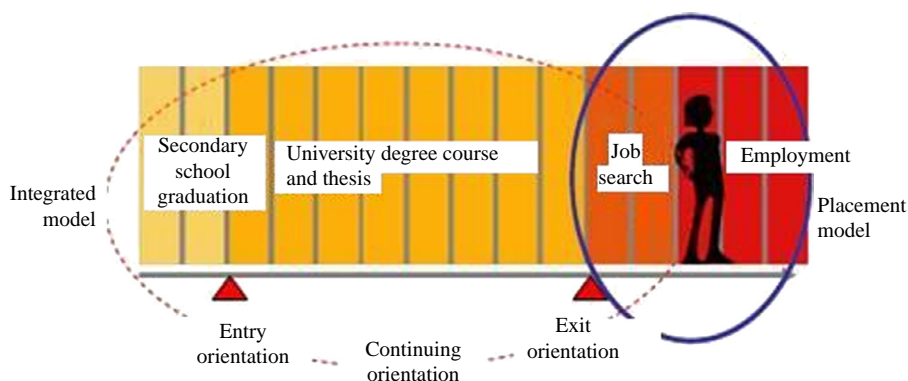 Secondary
school
graduation
University degree course
and thesis
Job
search
Employment
Integrated
model
Placement
model
Entry
orientation
Continuing
orientation
Exit
orientation